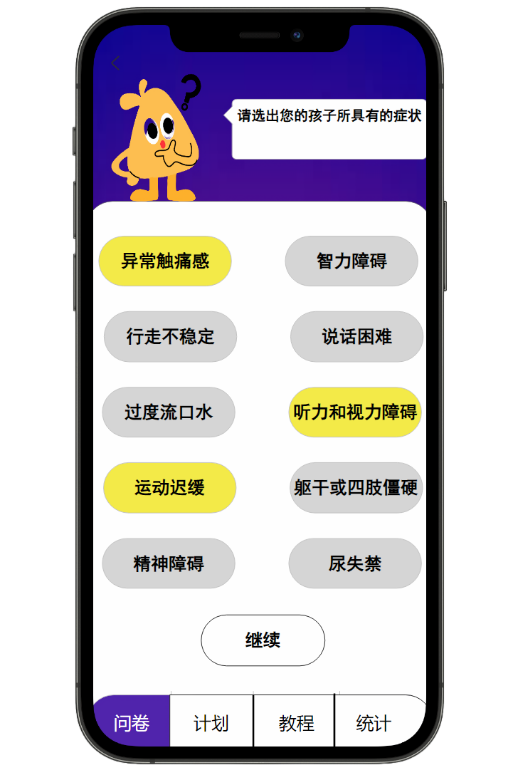 ?
请选出您的孩子所具有的症状
异常触痛感
智力障碍
行走不稳定
说话困难
过度流口水
听力和视力障碍
运动迟缓
躯干或四肢僵硬
精神障碍
尿失禁
继续
问卷
计划
教程
统计